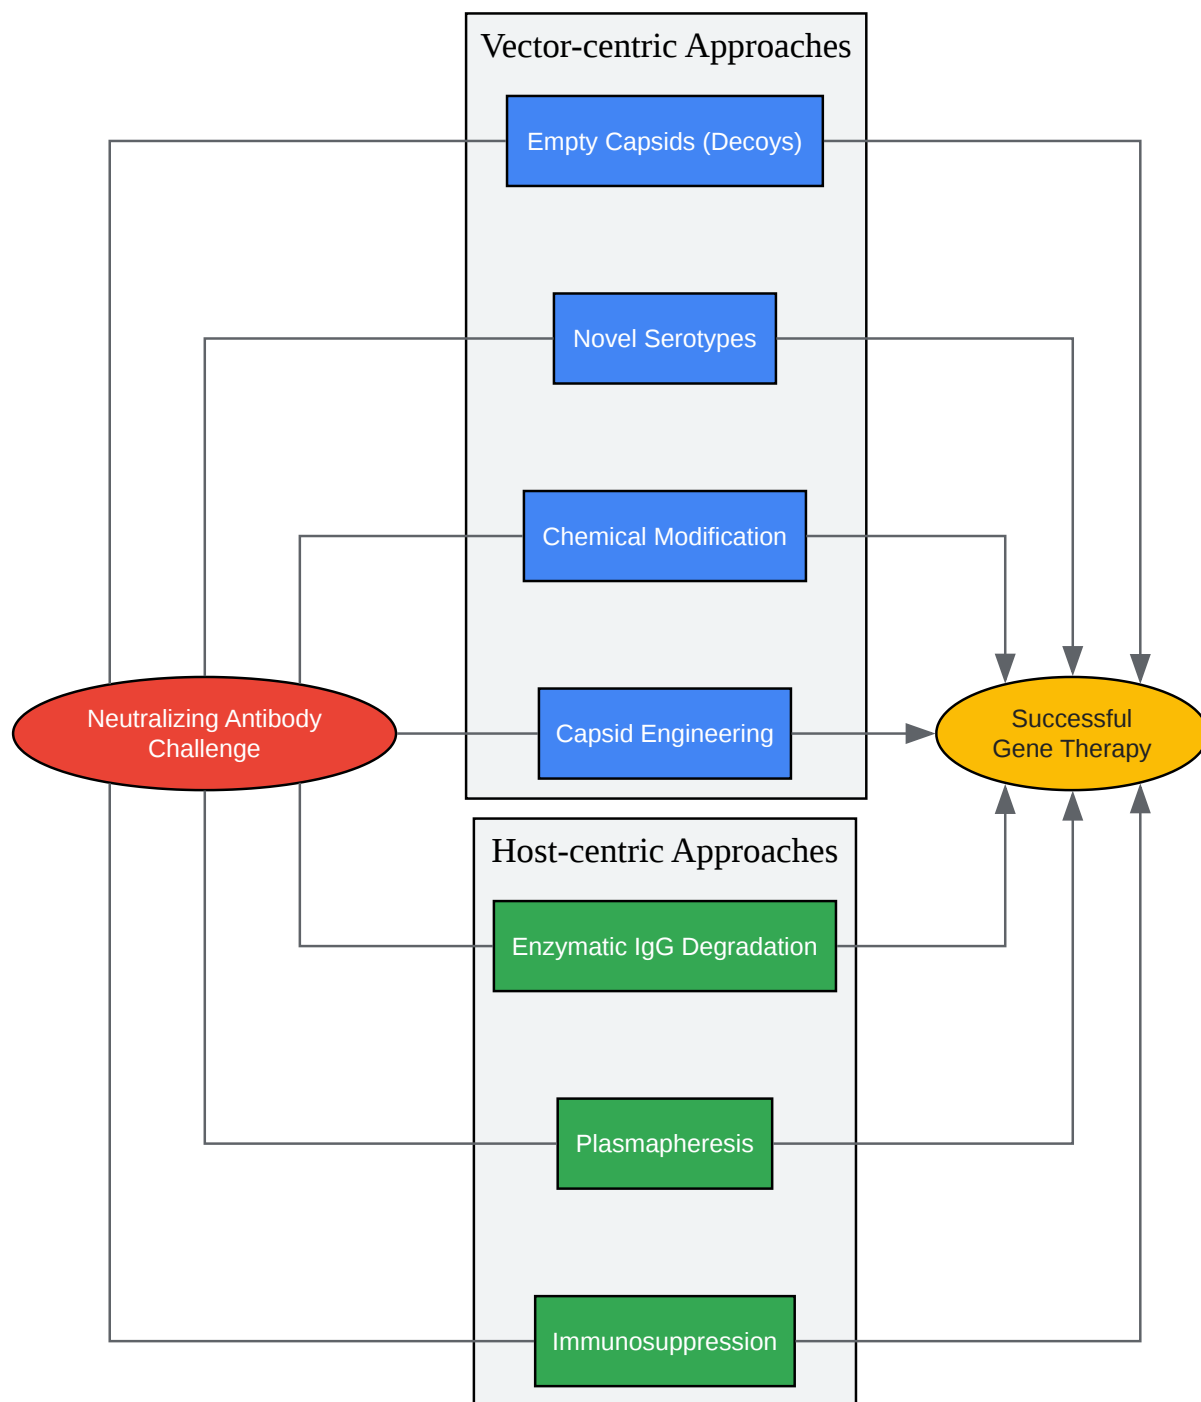 Vector-centric Approaches
Empty Capsids (Decoys)
Novel Serotypes
Chemical Modification
Capsid Engineering
Neutralizing Antibody
Challenge
Successful
Gene Therapy
Host-centric Approaches
Enzymatic IgG Degradation
Plasmapheresis
Immunosuppression